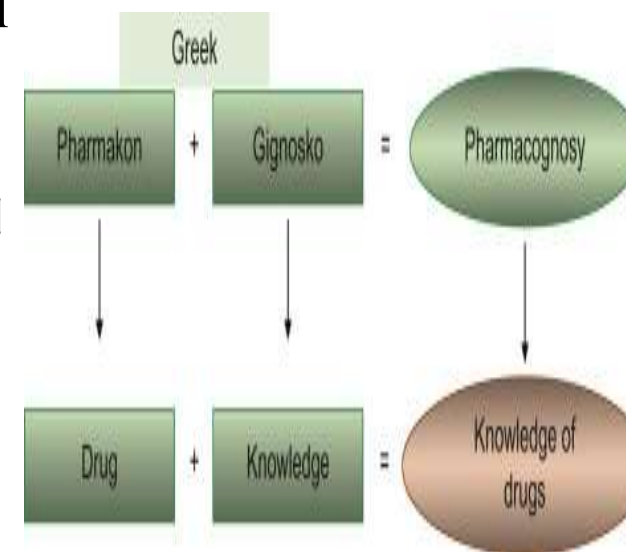 Greek
Pharmakon + Gignosko = Pharmacognosy
Drug + Knowledge = Knowledge of
drugs